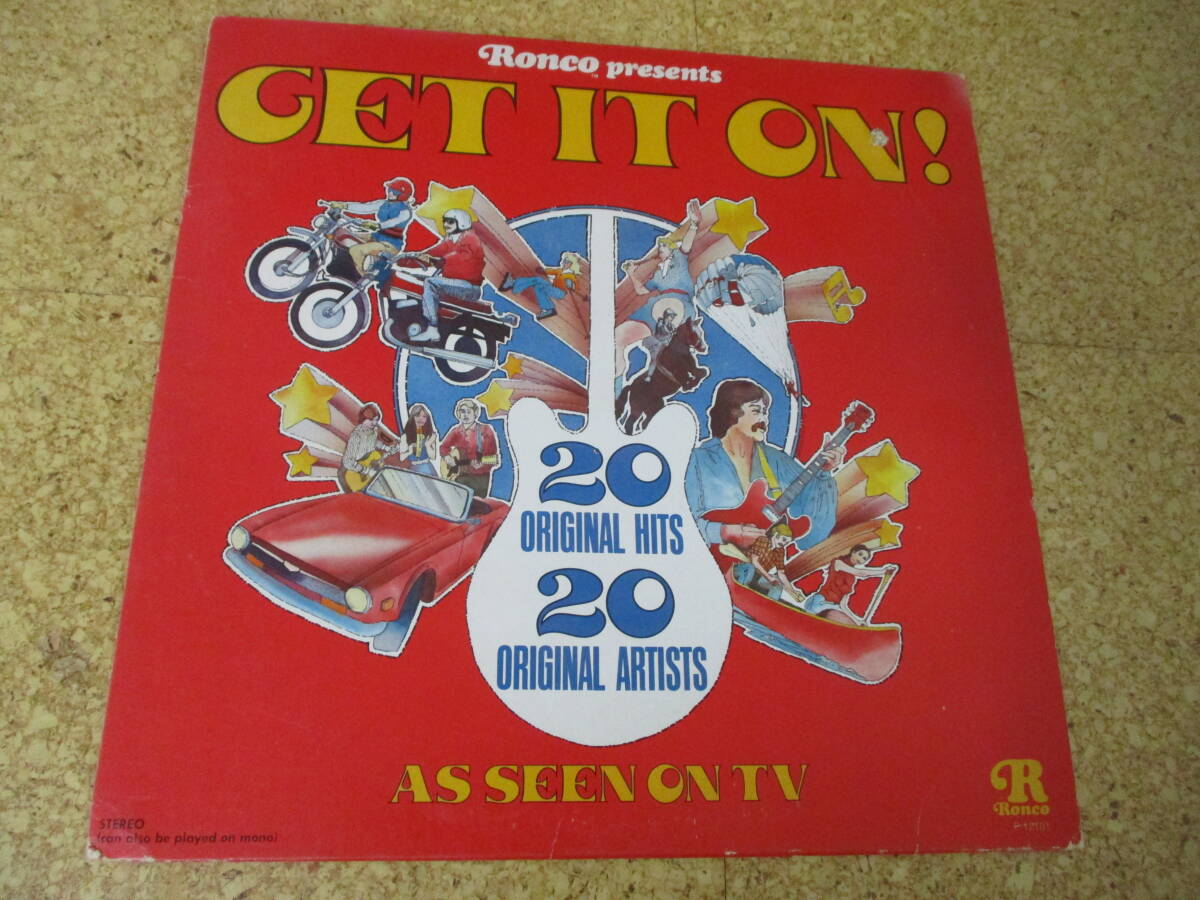 Ronco presents
GET IT ON!
20
ORIGINAL HITS
20
ORIGINAL ARTISTS
AS SEEN ON TV
R
Ronco
STEREO
(can also be played on mono)